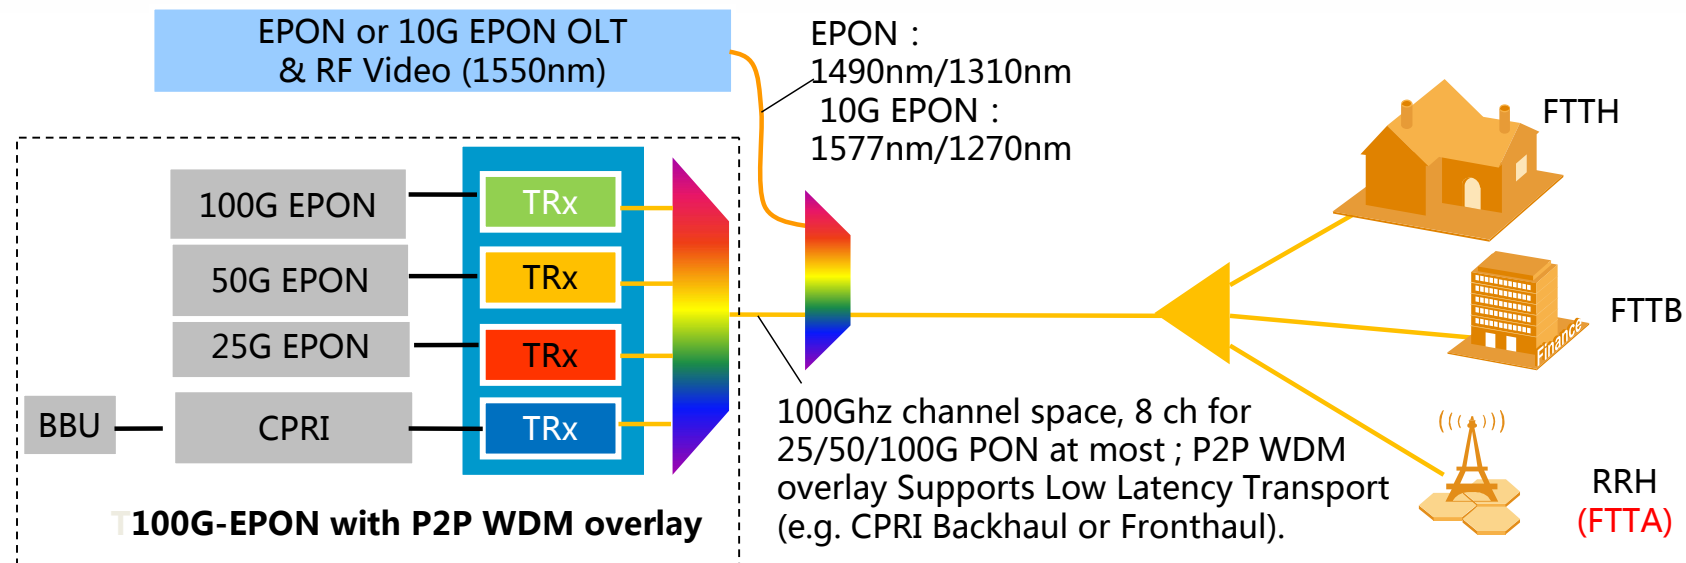 EPON or 10G EPON OLT
& RF Video (1550nm)
EPON：
1490nm/1310nm
10G EPON：
1577nm/1270nm
FTTH
100G EPON
TRx
50G EPON
TRx
FTTB
Finance
25G EPON
TRx
BBU
CPRI
TRx
100Ghz channel space, 8 ch for
25/50/100G PON at most ; P2P WDM
overlay Supports Low Latency Transport
(e.g. CPRI Backhaul or Fronthaul).
RRH
(FTTA)
T100G-EPON with P2P WDM overlay